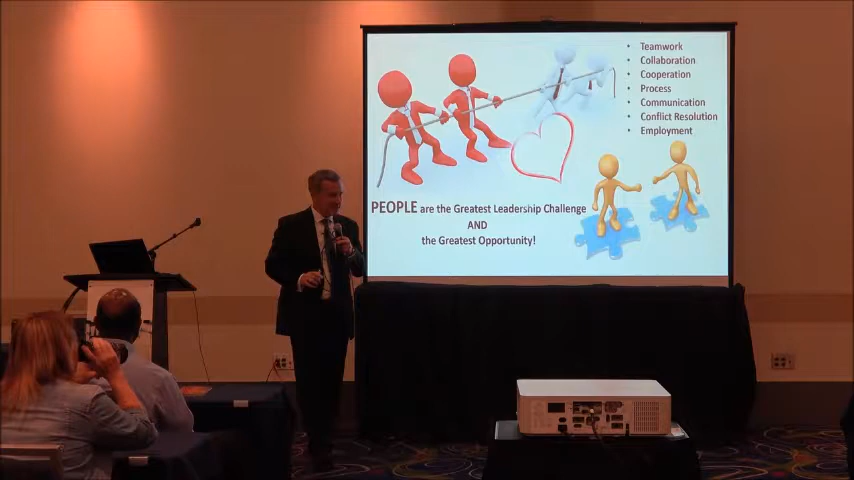 • Teamwork
• Collaboration
• Cooperation
• Process
• Communication
• Conflict Resolution
• Employment
PEOPLE are the Greatest Leadership Challenge
AND
the Greatest Opportunity!